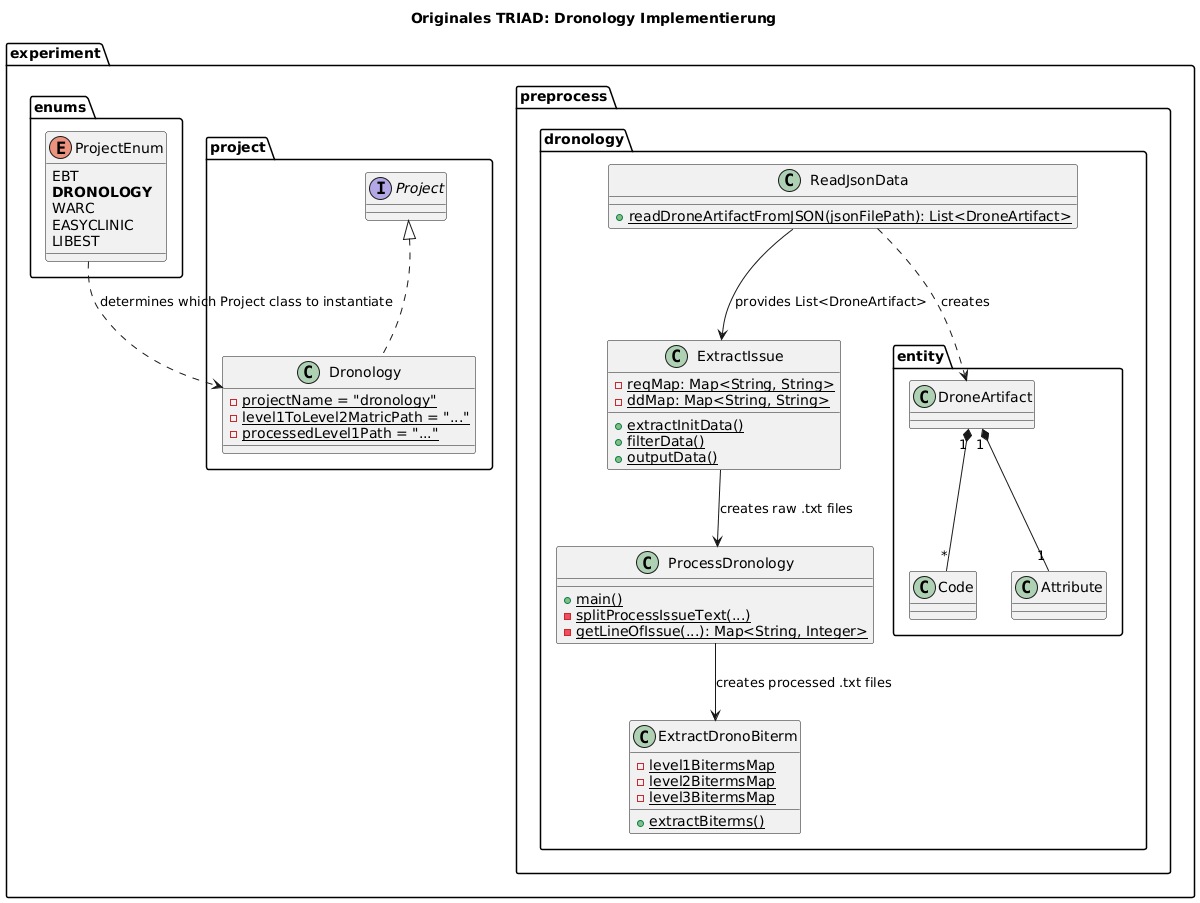 Originales TRIAD: Dronology Implementierung
experiment
enums
E ProjectEnum
EBT
DRONOLOGY
WARC
EASYCLINIC
LIBEST
project
I Project
determines which Project class to instantiate
C Dronology
projectName = "dronology"
level1ToLevel2MatricPath = "..."
processedLevel1Path = "..."
preprocess
dronology
C ReadJsonData
readDroneArtifactFromJSON(jsonFilePath): List<DroneArtifact>
provides List<DroneArtifact>
creates
C ExtractIssue
reqMap: Map<String, String>
ddMap: Map<String, String>
extractInitData()
filterData()
outputData()
creates raw .txt files
C ProcessDronology
main()
splitProcessIssueText(...)
getLineOfIssue(...): Map<String, Integer>
creates processed .txt files
C ExtractDronoBiterm
level1BitermsMap
level2BitermsMap
level3BitermsMap
extractBiterms()
entity
C DroneArtifact
1 1
* 1
C Code
C Attribute